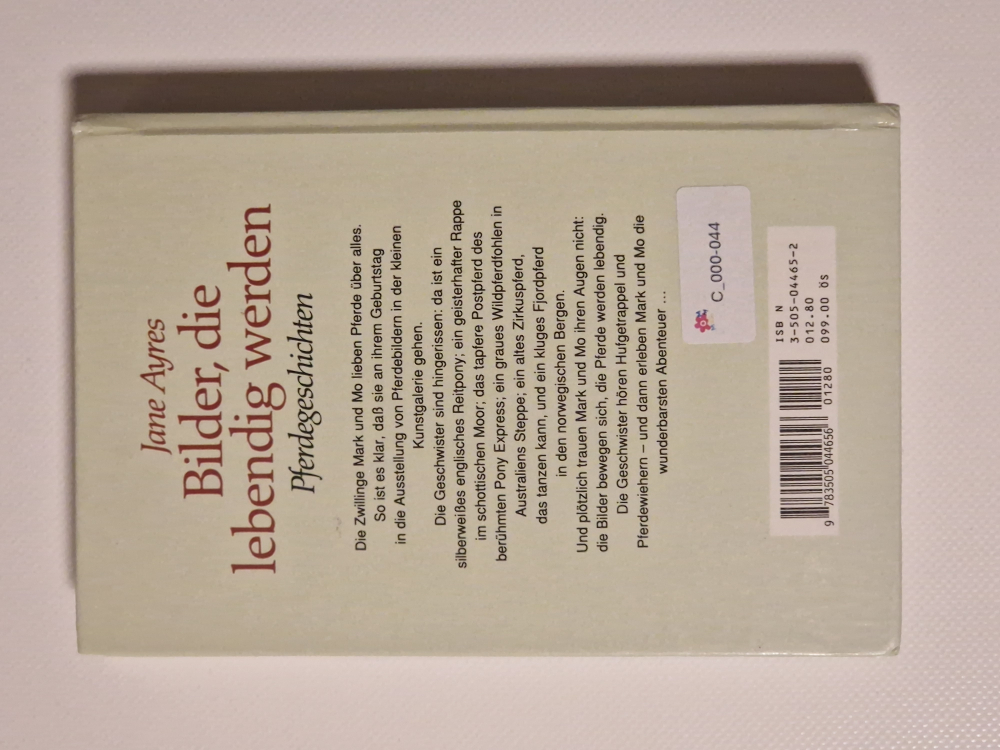 Jane Ayres
Bilder, die
lebendig werden
Pferdegeschichten
Die Zwillinge Mark und Mo lieben Pferde über alles.
So ist es klar, daß sie an ihrem Geburtstag
in die Ausstellung von Pferdebildern in der kleinen
Kunstgalerie gehen.
Die Geschwister sind hingerissen: da ist ein
silberweißes englisches Reitpony; ein geisterhafter Rappe
im schottischen Moor; das tapfere Postpferd des
berühmten Pony Express; ein graues Wildpferdfohlen in
Australiens Steppe; ein altes Zirkuspferd,
das tanzen kann, und ein kluges Fjordpferd
in den norwegischen Bergen.
Und plötzlich trauen Mark und Mo ihren Augen nicht:
die Bilder bewegen sich, die Pferde werden lebendig.
Die Geschwister hören Hufgetrappel und
Pferdewiehern – und dann erleben Mark und Mo die
wunderbarsten Abenteuer ...
C_000-044
ISBN
3-505-04465-2
012.80
099.00 ÖS
9 783505 044656
01280